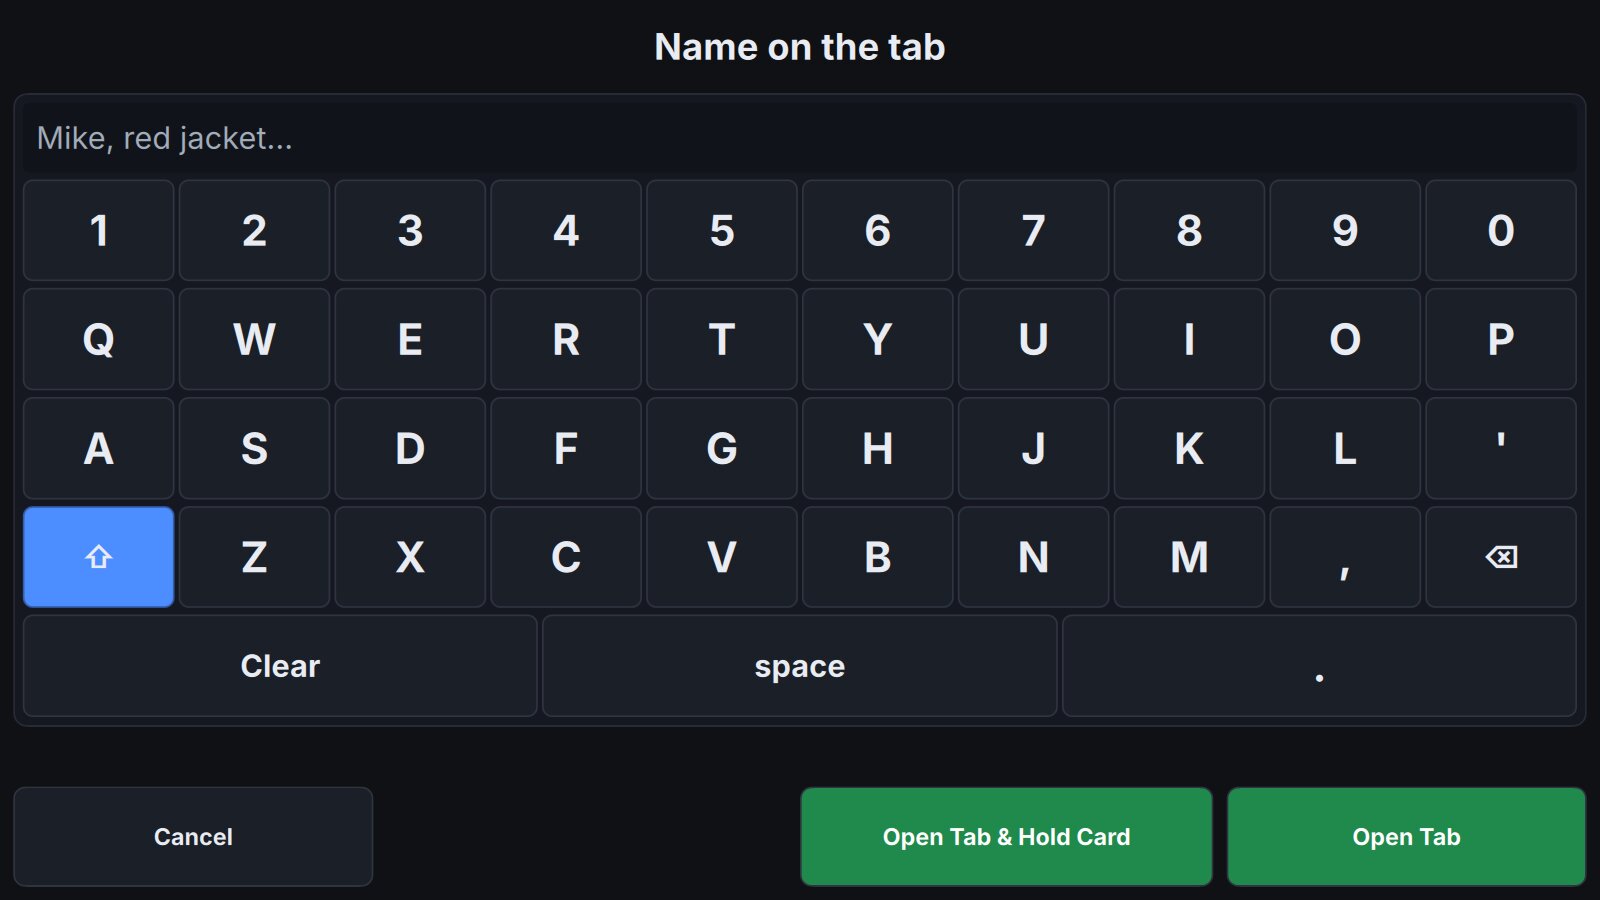 Name on the tab
Mike, red jacket...
1 2 3 4 5 6 7 8 9 0
Q W E R T Y U I O P
A S D F G H J K L '
⇧ Z X C V B N M , ⌫
Clear space .
Cancel Open Tab & Hold Card Open Tab